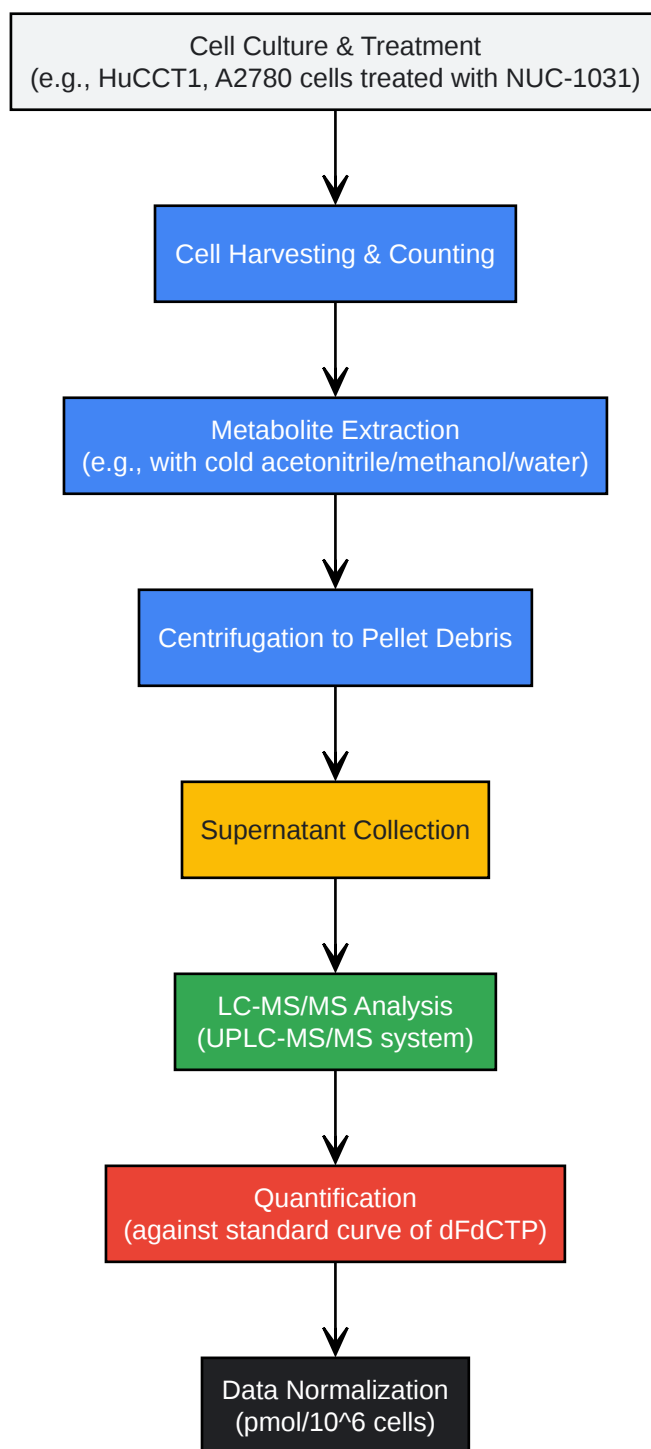 Cell Culture & Treatment
(e.g., HuCCT1, A2780 cells treated with NUC-1031)
Cell Harvesting & Counting
Metabolite Extraction
(e.g., with cold acetonitrile/methanol/water)
Centrifugation to Pellet Debris
Supernatant Collection
LC-MS/MS Analysis
(UPLC-MS/MS system)
Quantification
(against standard curve of dFdCTP)
Data Normalization
(pmol/10^6 cells)